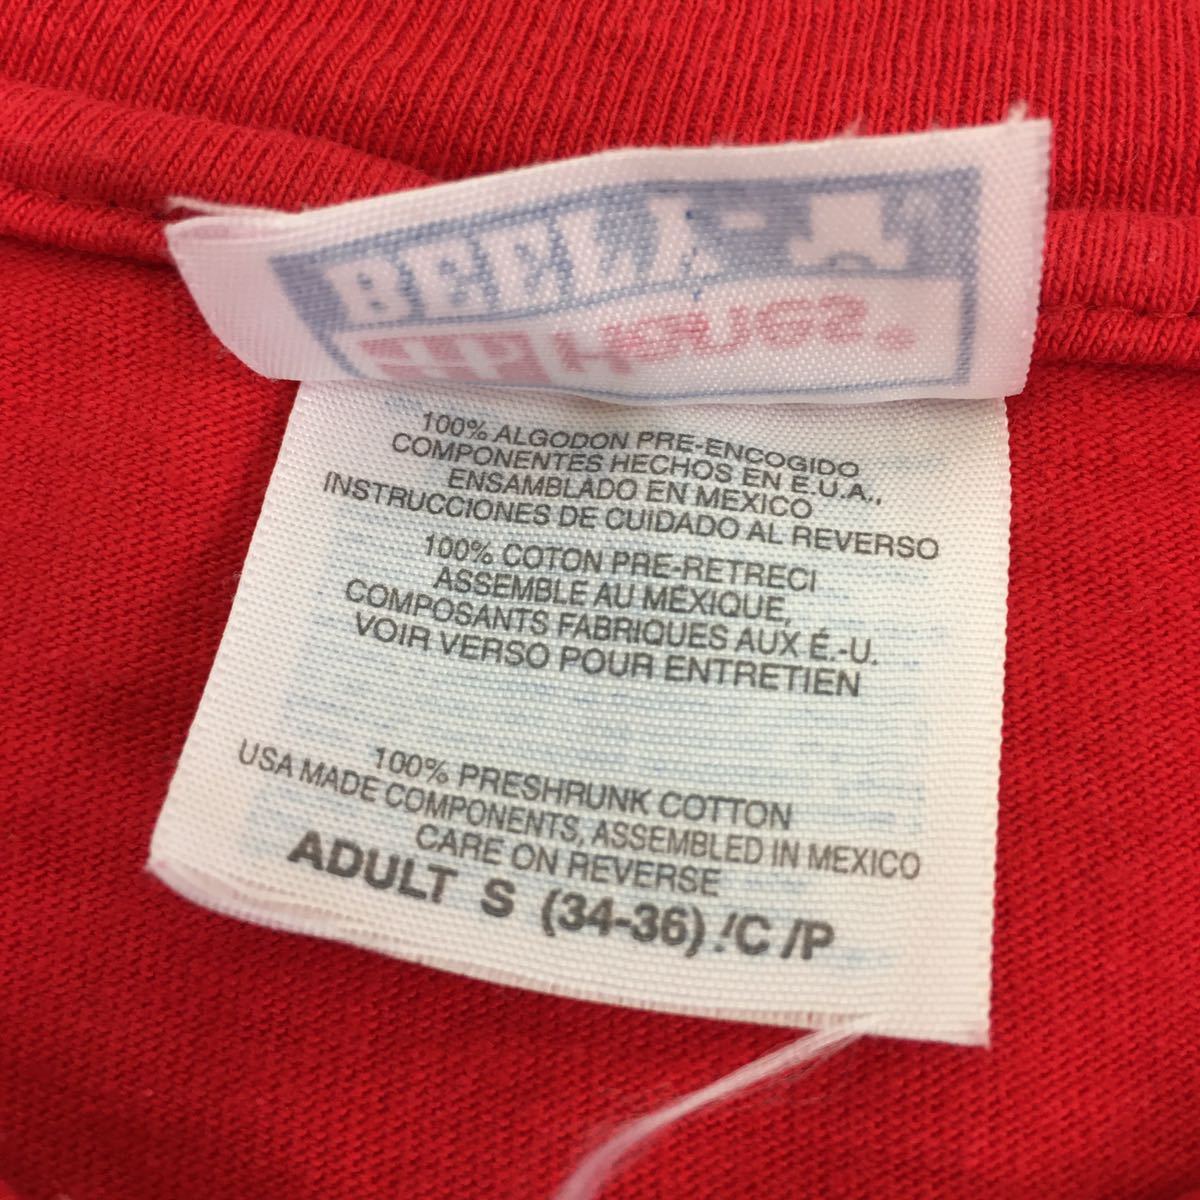 Hanes
100% ALGODON PRE-ENCOGIDO
COMPONENTES HECHOS EN E.U.A.,
ENSAMBLADO EN MEXICO
INSTRUCCIONES DE CUIDADO AL REVERSO
100% COTON PRE-RETRECI
ASSEMBLE AU MEXIQUE,
COMPOSANTS FABRIQUES AUX É.-U.
VOIR VERSO POUR ENTRETIEN
100% PRESHRUNK COTTON
USA MADE COMPONENTS, ASSEMBLED IN MEXICO
CARE ON REVERSE
ADULT S (34-36) /C /P